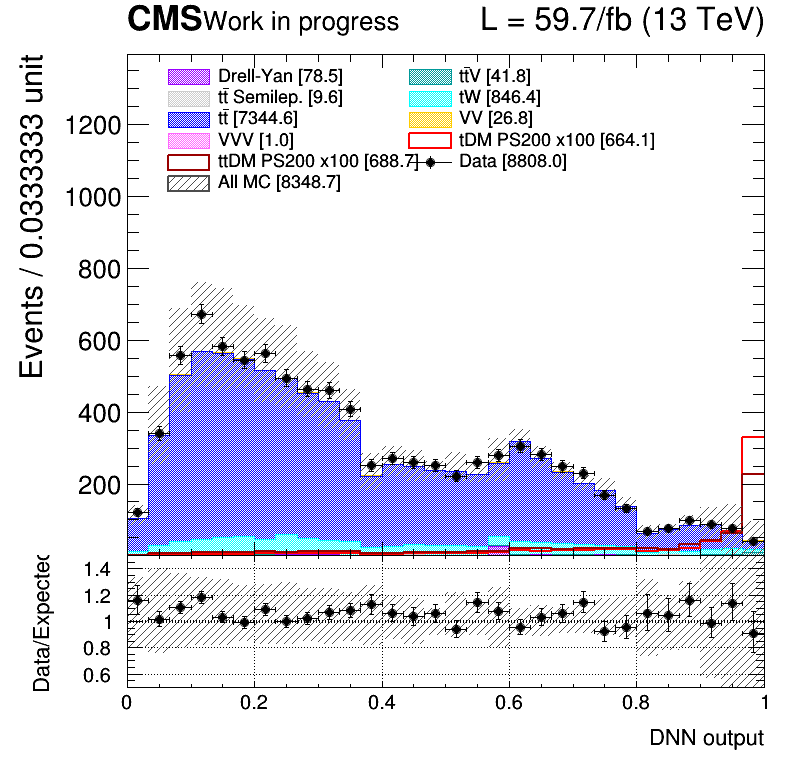 CMS Work in progress L = 59.7/fb (13 TeV)
Events / 0.0333333 unit
Drell-Yan [78.5] tt̄V [41.8]
tt̄ Semilep. [9.6] tW [846.4]
tt̄ [7344.6] VV [26.8]
VVV [1.0] tDM PS200 x100 [664.1]
ttDM PS200 x100 [688.7] Data [8808.0]
All MC [8348.7]
1200
1000
800
600
400
200
Data/Expected
1.4
1.2
1
0.8
0.6
0 0.2 0.4 0.6 0.8 1
DNN output